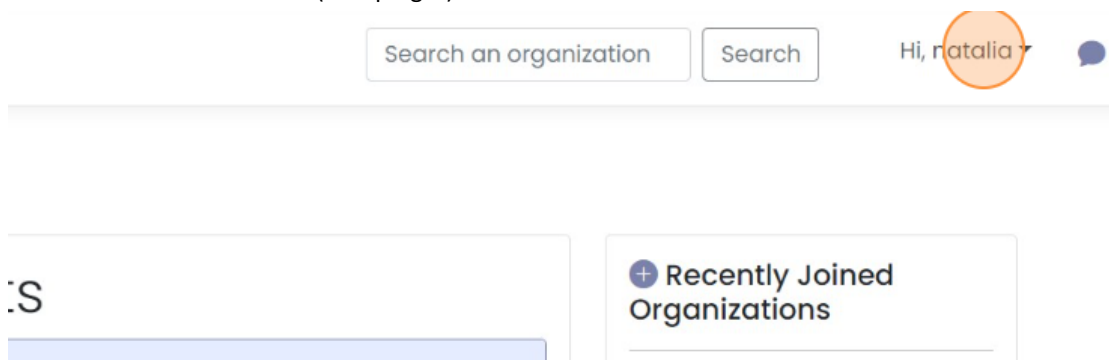 Search an organization
Search
Hi, natalia
Recently Joined
Organizations